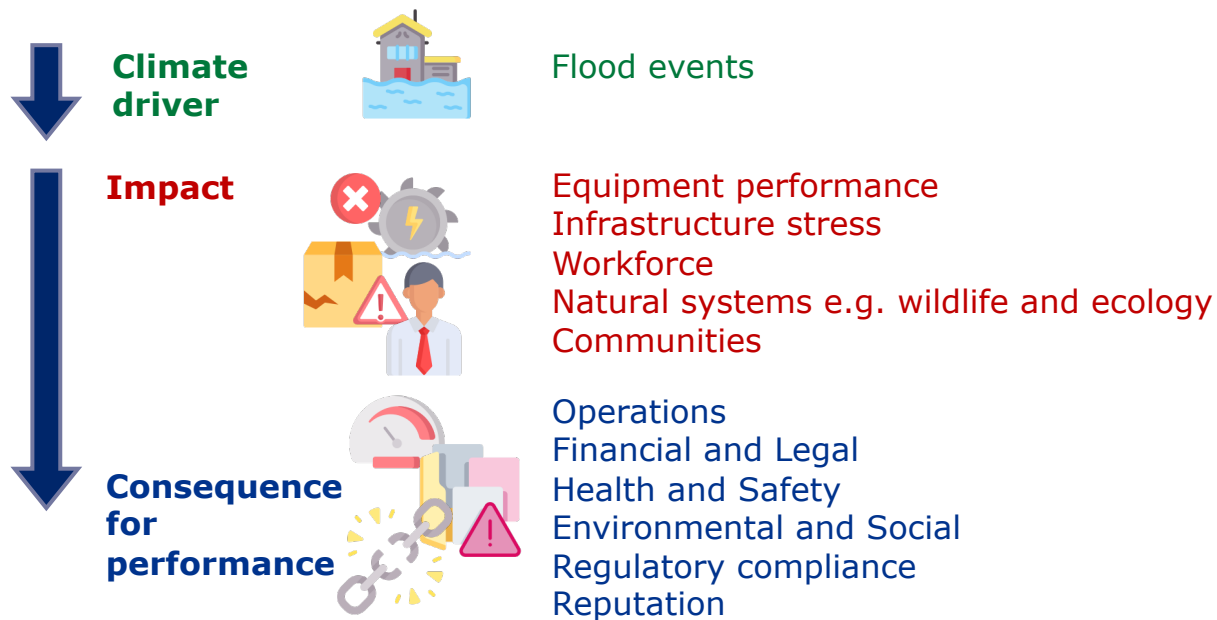 Climate
driver
Flood events
Impact
Equipment performance
Infrastructure stress
Workforce
Natural systems e.g. wildlife and ecology
Communities
Consequence
for
performance
Operations
Financial and Legal
Health and Safety
Environmental and Social
Regulatory compliance
Reputation